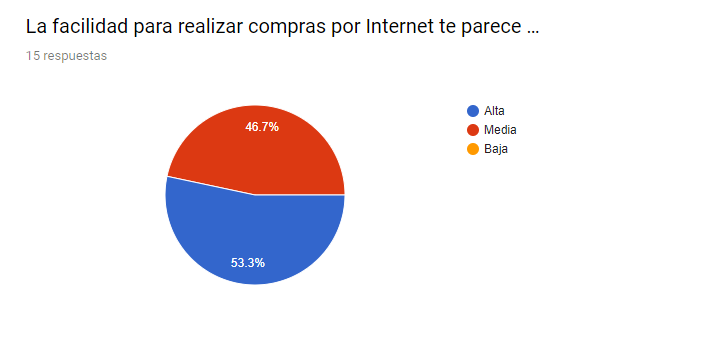 La facilidad para realizar compras por Internet te parece ...
15 respuestas
46.7%
53.3%
Alta
Media
Baja